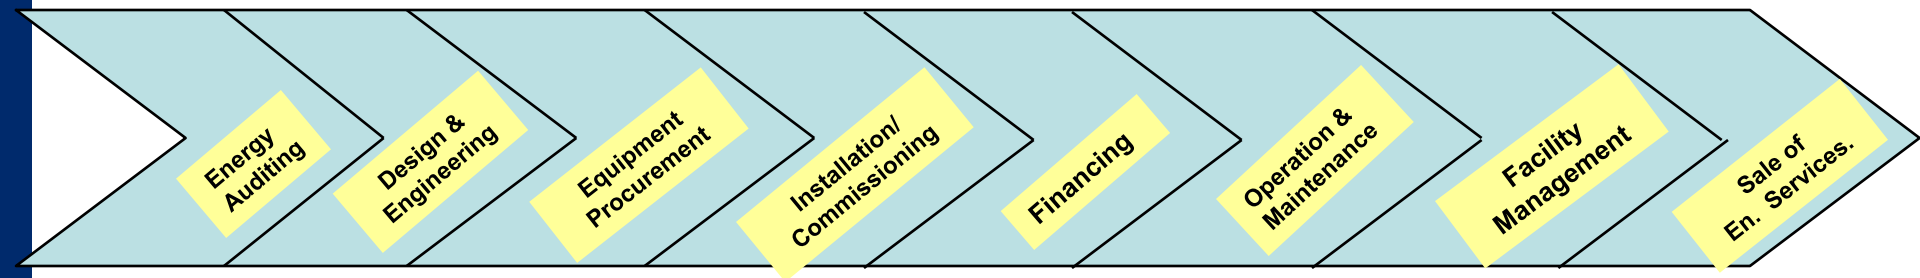 Energy
Auditing
Design &
Engineering
Equipment
Procurement
Installation/
Commissioning
Financing
Operation &
Maintenance
Facility
Management
Sale of
En. Services.